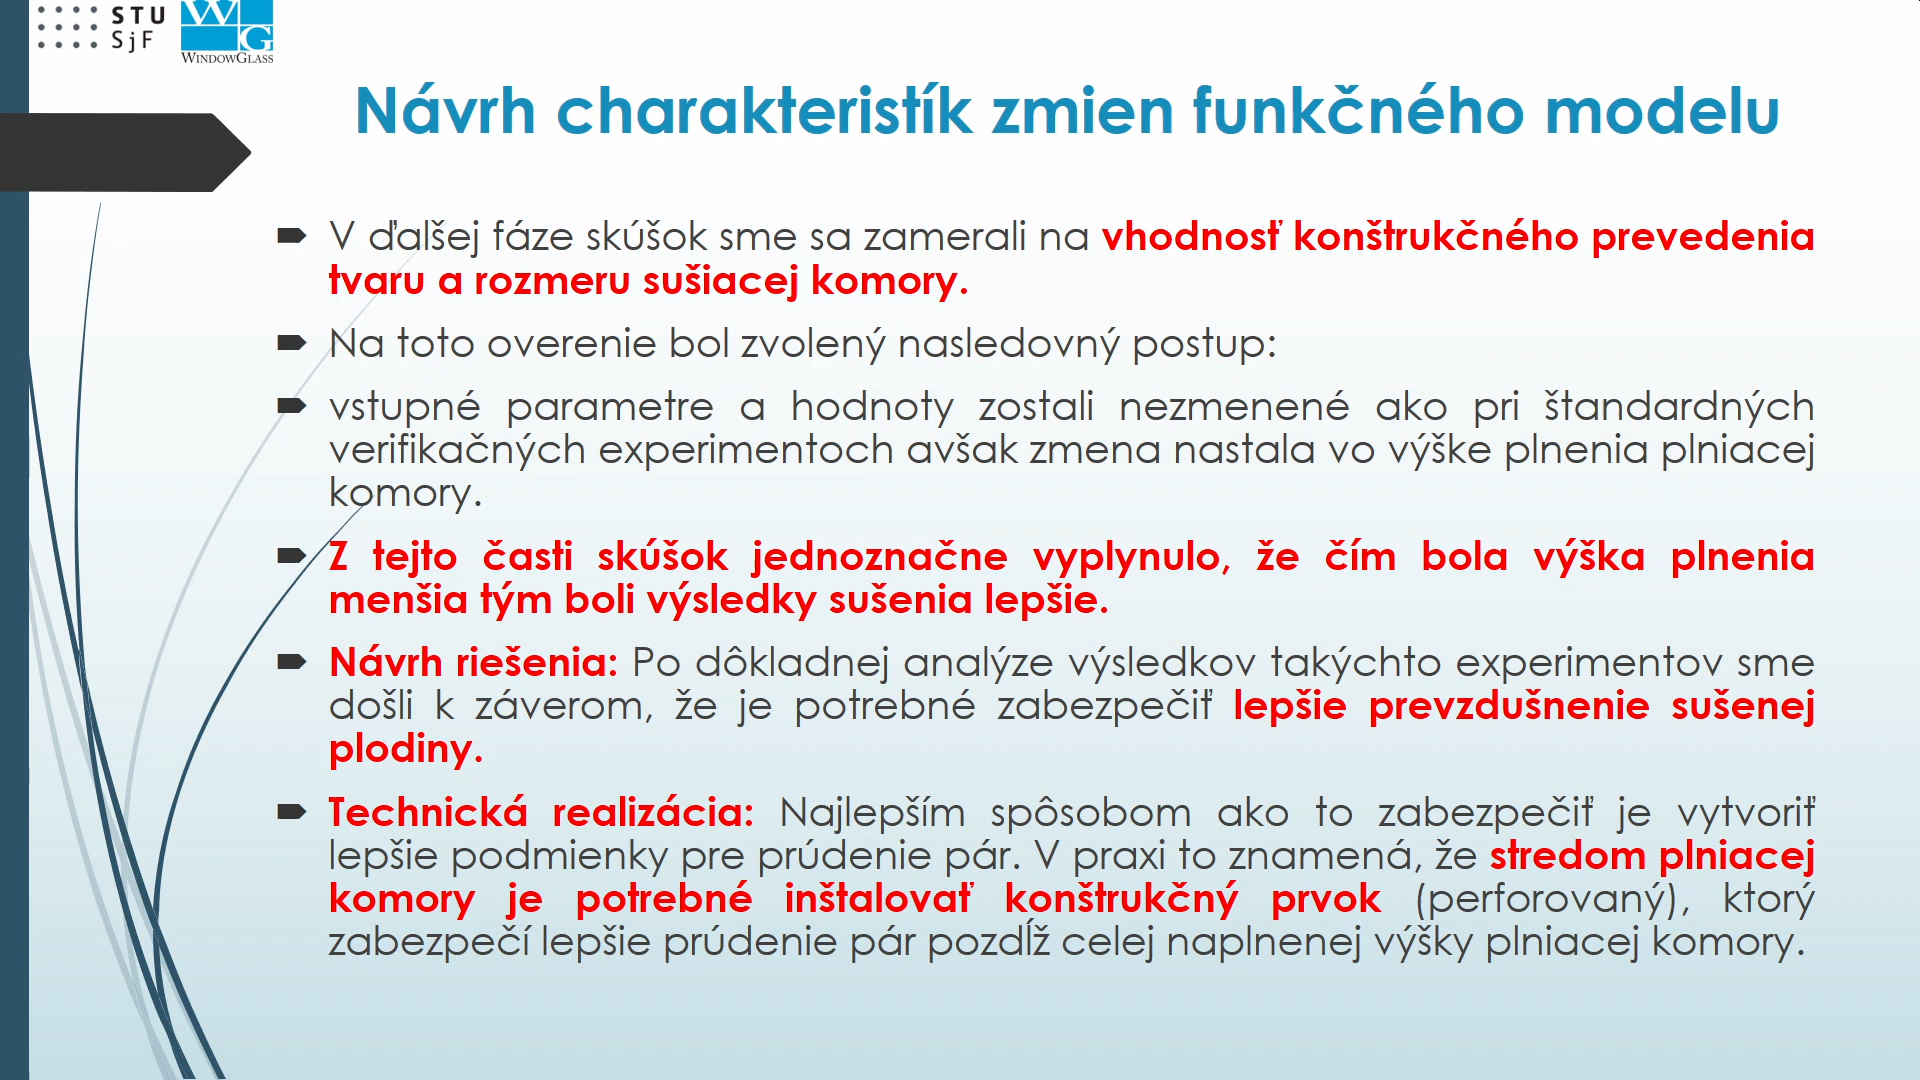 STU
SjF
W
G
WINDOWGLASS
Návrh charakteristík zmien funkčného modelu
V ďalšej fáze skúšok sme sa zamerali na vhodnosť konštrukčného prevedenia
tvaru a rozmeru sušiacej komory.
Na toto overenie bol zvolený nasledovný postup:
vstupné parametre a hodnoty zostali nezmenené ako pri štandardných
verifikačných experimentoch avšak zmena nastala vo výške plnenia plniacej
komory.
Z tejto časti skúšok jednoznačne vyplynulo, že čím bola výška plnenia
menšia tým boli výsledky sušenia lepšie.
Návrh riešenia: Po dôkladnej analýze výsledkov takýchto experimentov sme
došli k záverom, že je potrebné zabezpečiť lepšie prevzdušnenie sušenej
plodiny.
Technická realizácia: Najlepším spôsobom ako to zabezpečiť je vytvoriť
lepšie podmienky pre prúdenie pár. V praxi to znamená, že stredom plniacej
komory je potrebné inštalovať konštrukčný prvok (perforovaný), ktorý
zabezpečí lepšie prúdenie pár pozdĺž celej naplnenej výšky plniacej komory.